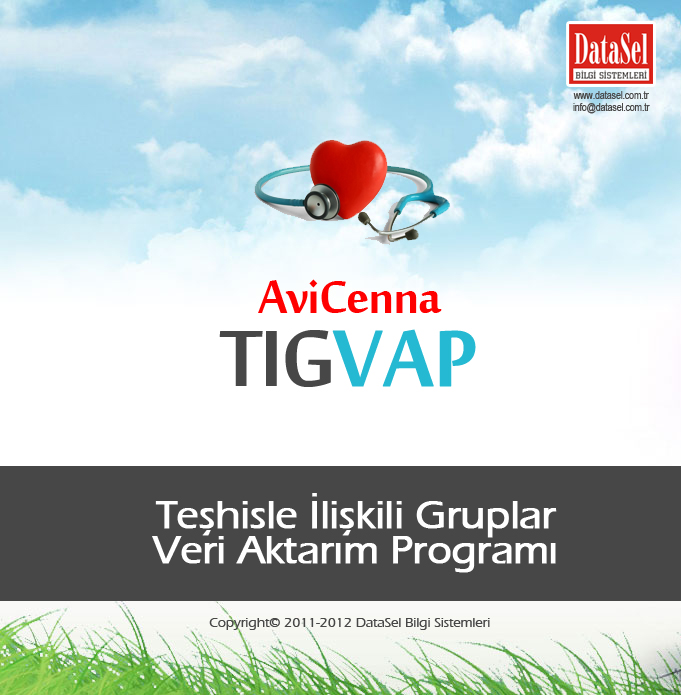 DataSel
BİLGİ SİSTEMLERİ
www.datasel.com.tr
info@datasel.com.tr
AviCenna
TIGVAP
Teşhisle İlişkili Gruplar
Veri Aktarım Programı
Copyright© 2011-2012 DataSel Bilgi Sistemleri